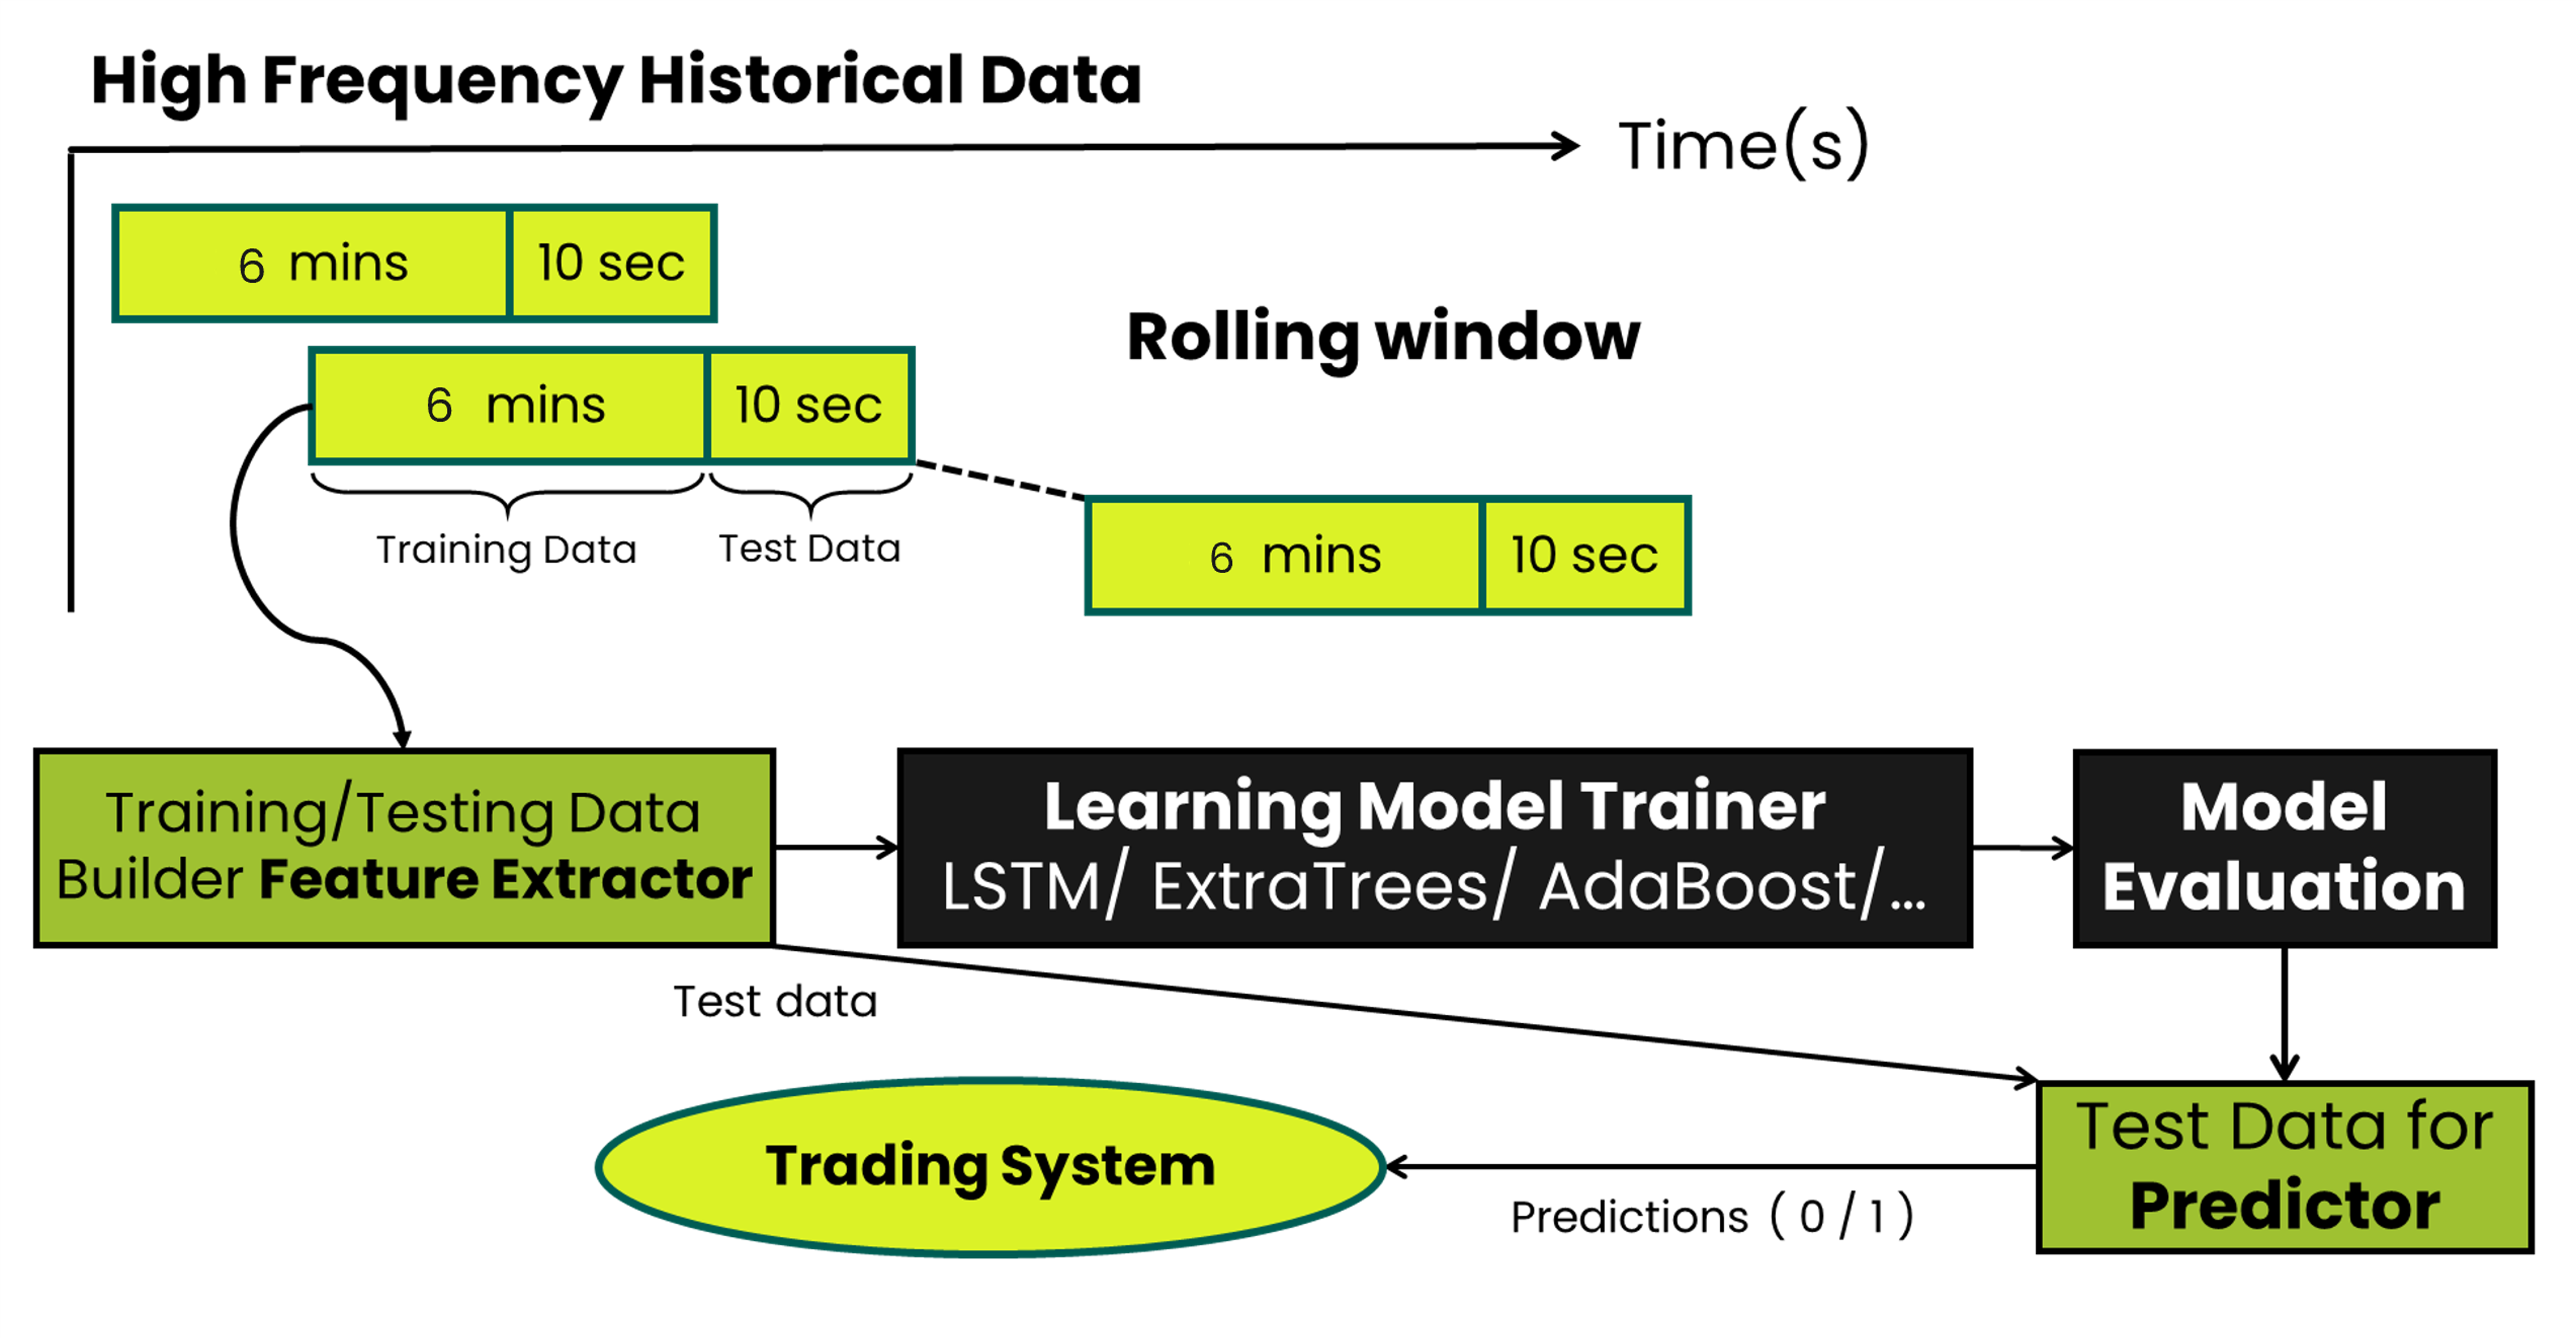 High Frequency Historical Data
Time(s)
6 mins
10 sec
Rolling window
6 mins
10 sec
Training Data
Test Data
6 mins
10 sec
Training/Testing Data
Builder Feature Extractor
Learning Model Trainer
LSTM/ ExtraTrees/ AdaBoost/...
Model
Evaluation
Test data
Trading System
Predictions ( 0 / 1 )
Test Data for
Predictor